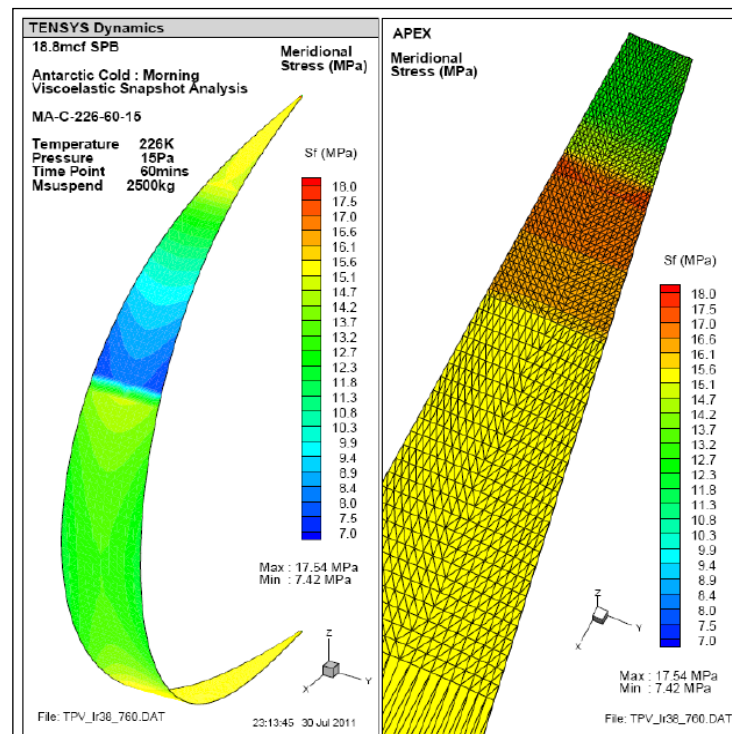 TENSYS Dynamics
18.8mcf SPB
Meridional
Stress (MPa)
Antarctic Cold : Morning
Viscoelastic Snapshot Analysis
MA-C-226-60-15
Temperature 226K
Pressure 15Pa
Time Point 60mins
Msuspend 2500kg
Sf (MPa)
18.0
17.5
17.0
16.6
16.1
15.6
15.1
14.7
14.2
13.7
13.2
12.7
11.8
11.3
10.8
10.3
9.9
9.4
8.9
8.4
8.0
7.5
7.0
Max : 17.54 MPa
Min : 7.42 MPa
Z
X
Y
File: TPV_lr38_760.DAT
23:13:45 30 Jul 2011
APEX
Meridional
Stress (MPa)
Sf (MPa)
18.0
17.5
17.0
16.6
16.1
15.6
15.1
14.7
14.2
13.2
12.7
11.8
11.3
10.8
10.3
9.9
9.4
8.9
8.4
8.0
7.5
7.0
Z
X
Y
Max : 17.54 MPa
Min : 7.42 MPa
File: TPV_lr38_760.DAT